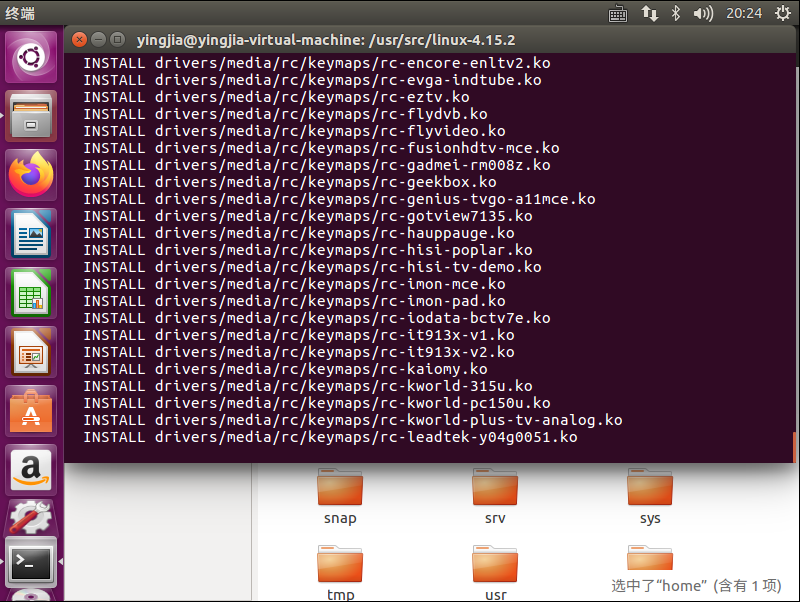 终端
20:24
yingjia@yingjia-virtual-machine: /usr/src/linux-4.15.2
INSTALL drivers/media/rc/keymaps/rc-encore-enltv2.ko
INSTALL drivers/media/rc/keymaps/rc-evga-indtube.ko
INSTALL drivers/media/rc/keymaps/rc-eztv.ko
INSTALL drivers/media/rc/keymaps/rc-flydvb.ko
INSTALL drivers/media/rc/keymaps/rc-flyvideo.ko
INSTALL drivers/media/rc/keymaps/rc-fusionhdtv-mce.ko
INSTALL drivers/media/rc/keymaps/rc-gadmei-rm008z.ko
INSTALL drivers/media/rc/keymaps/rc-geekbox.ko
INSTALL drivers/media/rc/keymaps/rc-genius-tvgo-a11mce.ko
INSTALL drivers/media/rc/keymaps/rc-gotview7135.ko
INSTALL drivers/media/rc/keymaps/rc-hauppauge.ko
INSTALL drivers/media/rc/keymaps/rc-hisi-poplar.ko
INSTALL drivers/media/rc/keymaps/rc-hisi-tv-demo.ko
INSTALL drivers/media/rc/keymaps/rc-imon-mce.ko
INSTALL drivers/media/rc/keymaps/rc-imon-pad.ko
INSTALL drivers/media/rc/keymaps/rc-iodata-bctv7e.ko
INSTALL drivers/media/rc/keymaps/rc-it913x-v1.ko
INSTALL drivers/media/rc/keymaps/rc-it913x-v2.ko
INSTALL drivers/media/rc/keymaps/rc-kaiomy.ko
INSTALL drivers/media/rc/keymaps/rc-kworld-315u.ko
INSTALL drivers/media/rc/keymaps/rc-kworld-pc150u.ko
INSTALL drivers/media/rc/keymaps/rc-kworld-plus-tv-analog.ko
INSTALL drivers/media/rc/keymaps/rc-leadtek-y04g0051.ko
snap
srv
sys
tmp
usr
选中了“home” (含有 1 项)